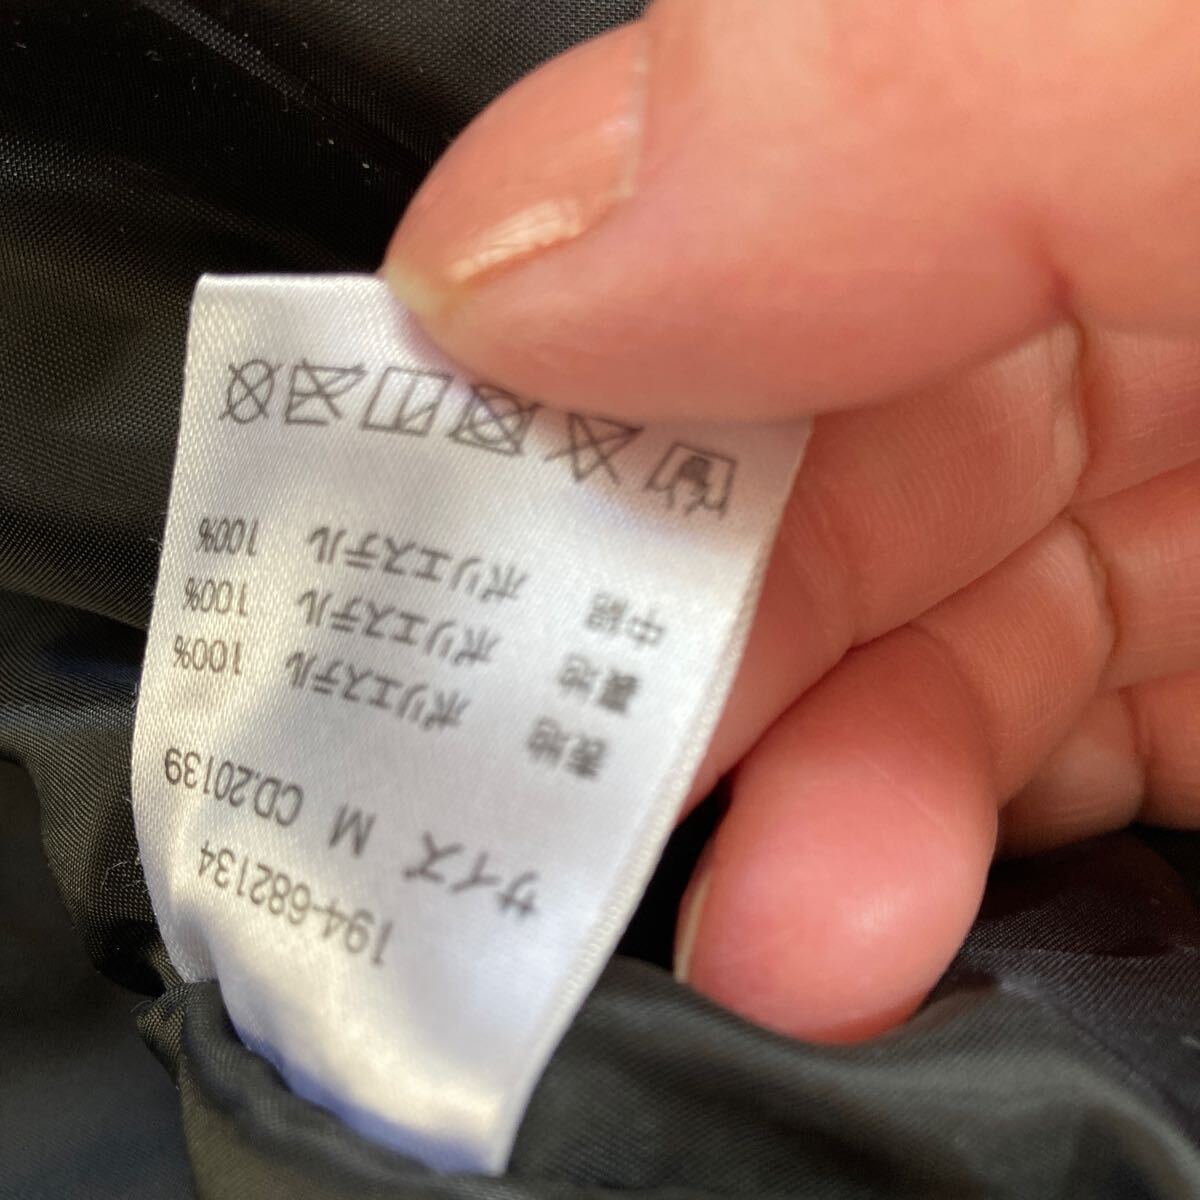 194-682134
サイズ M CD.20139
表地 ポリエステル 100%
裏地 ポリエステル 100%
中綿 ポリエステル 100%